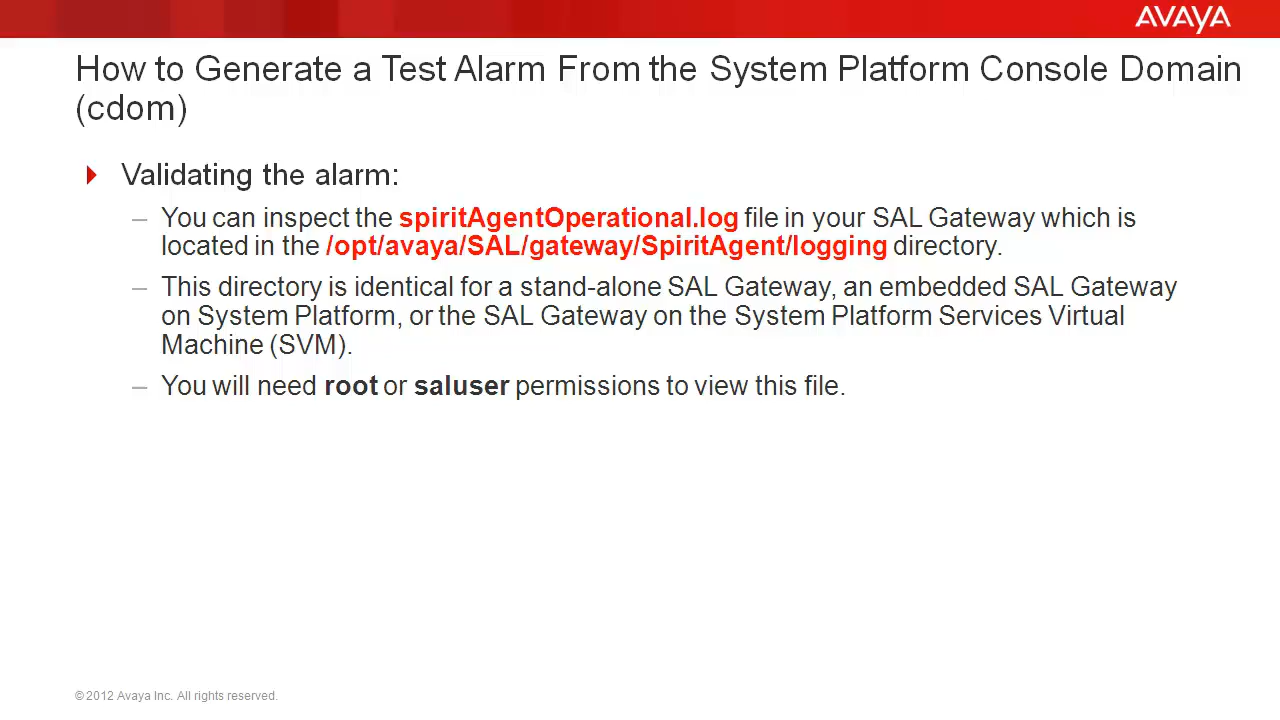 AVAYA
How to Generate a Test Alarm From the System Platform Console Domain
(cdom)
Validating the alarm:
– You can inspect the spiritAgentOperational.log file in your SAL Gateway which is
located in the /opt/avaya/SAL/gateway/SpiritAgent/logging directory.
– This directory is identical for a stand-alone SAL Gateway, an embedded SAL Gateway
on System Platform, or the SAL Gateway on the System Platform Services Virtual
Machine (SVM).
– You will need root or saluser permissions to view this file.
© 2012 Avaya Inc. All rights reserved.